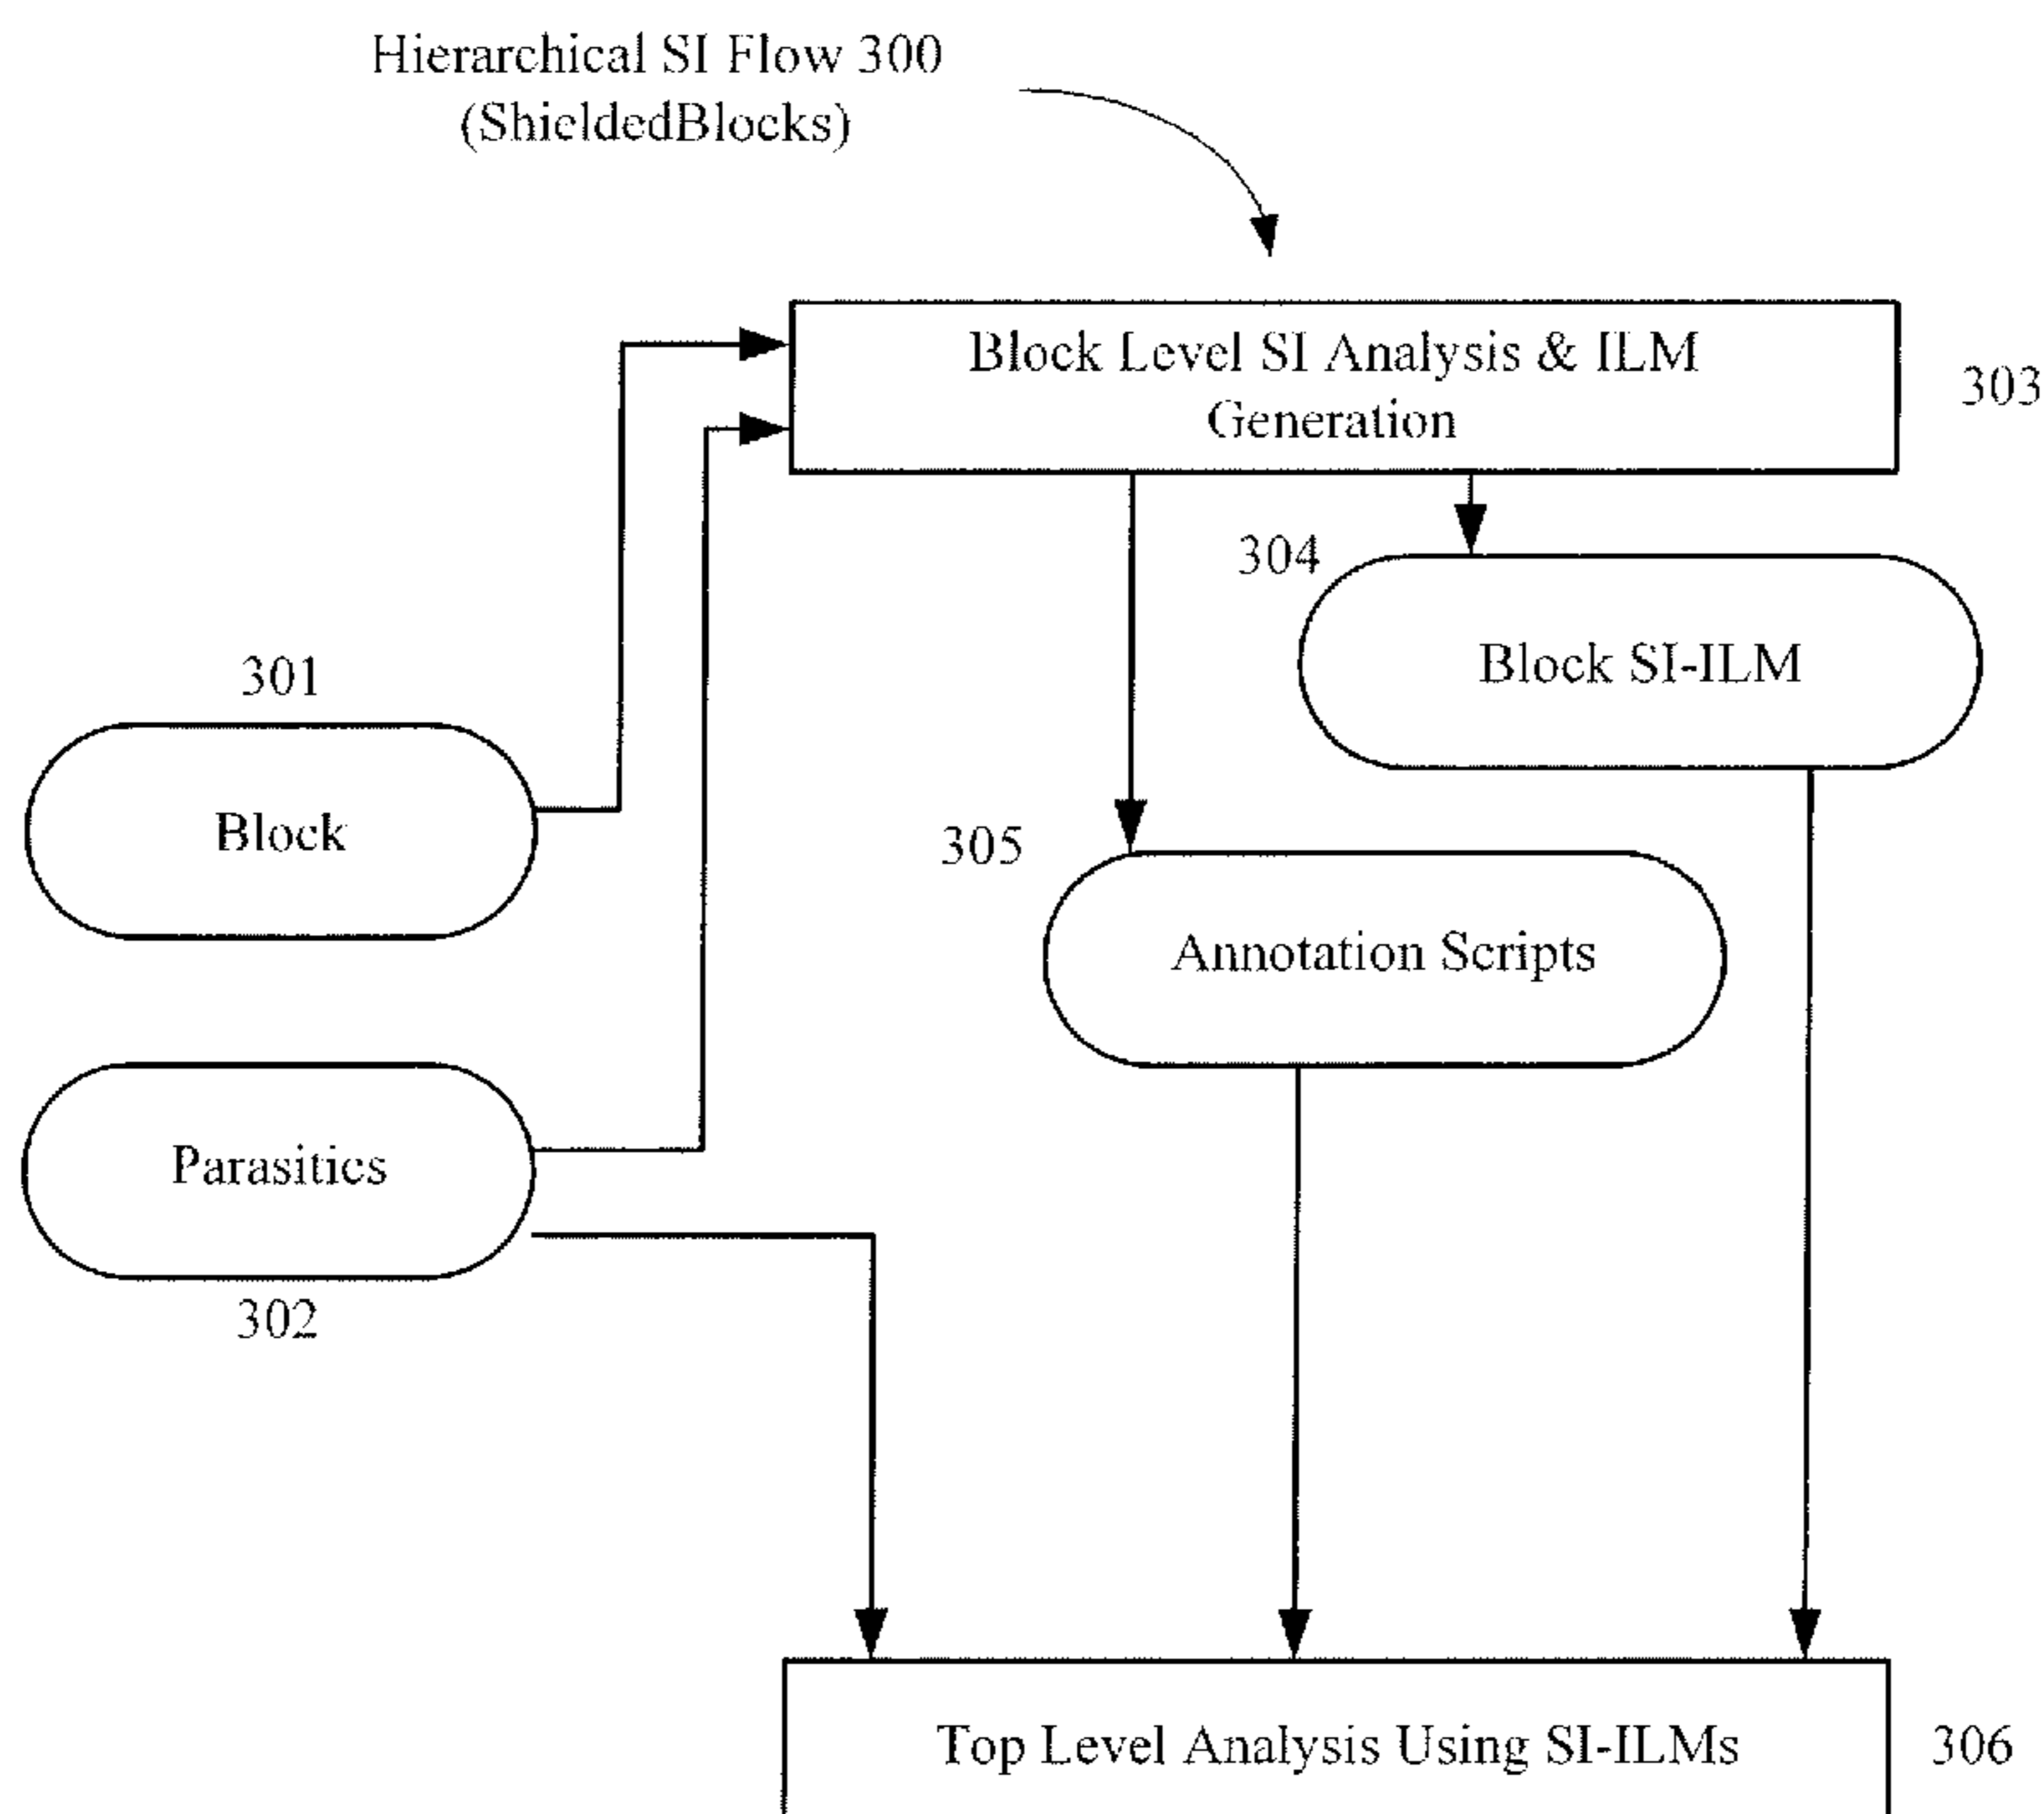 Hierarchical SI Flow 300
(ShieldedBlocks)
Block Level SI Analysis & ILM
Generation
303
304
Block SI-ILM
301
Block
305
Annotation Scripts
Parasitics
302
Top Level Analysis Using SI-ILMs
306